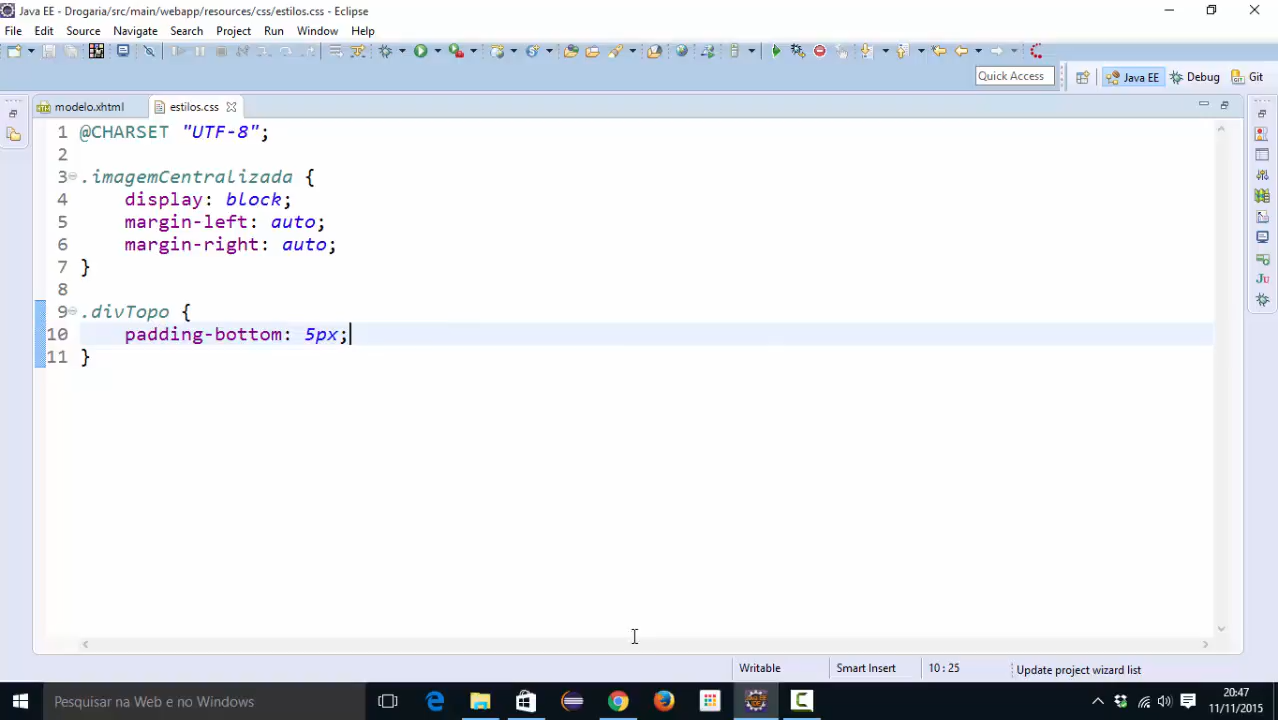 Java EE - Drogaria/src/main/webapp/resources/css/estilos.css - Eclipse
File Edit Source Navigate Search Project Run Window Help
Quick Access
Java EE
Debug
Git
modelo.xhtml
estilos.css
1 @CHARSET "UTF-8";
2
3 .imagemCentralizada {
4 display: block;
5 margin-left: auto;
6 margin-right: auto;
7 }
8
9 .divTopo {
10 padding-bottom: 5px;
11 }
Ju
Writable
Smart Insert
10 : 25
Update project wizard list
Pesquisar na Web e no Windows
20:47
11/11/2015